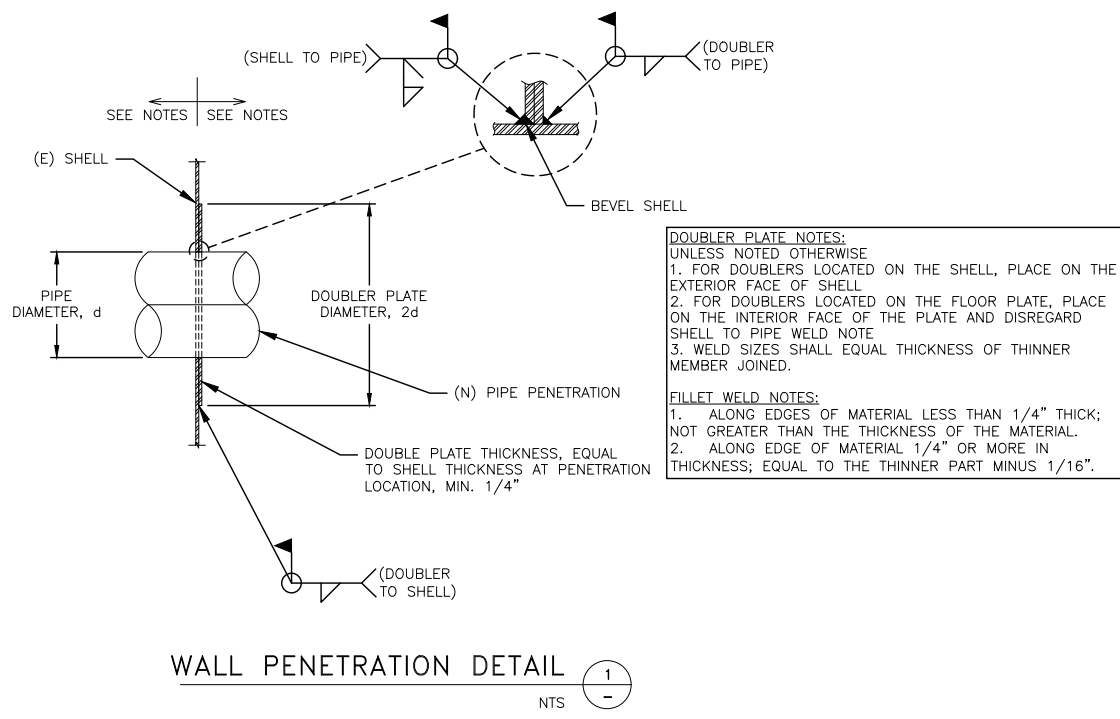 (SHELL TO PIPE)
(DOUBLER
TO PIPE)
SEE NOTES
SEE NOTES
(E) SHELL
BEVEL SHELL
PIPE
DIAMETER, d
DOUBLER PLATE
DIAMETER, 2d
(N) PIPE PENETRATION
DOUBLE PLATE THICKNESS, EQUAL
TO SHELL THICKNESS AT PENETRATION
LOCATION, MIN. 1/4"
(DOUBLER
TO SHELL)
DOUBLER PLATE NOTES:
UNLESS NOTED OTHERWISE
1. FOR DOUBLERS LOCATED ON THE SHELL, PLACE ON THE
EXTERIOR FACE OF SHELL
2. FOR DOUBLERS LOCATED ON THE FLOOR PLATE, PLACE
ON THE INTERIOR FACE OF THE PLATE AND DISREGARD
SHELL TO PIPE WELD NOTE
3. WELD SIZES SHALL EQUAL THICKNESS OF THINNER
MEMBER JOINED.
FILLET WELD NOTES:
1. ALONG EDGES OF MATERIAL LESS THAN 1/4" THICK;
NOT GREATER THAN THE THICKNESS OF THE MATERIAL.
2. ALONG EDGE OF MATERIAL 1/4" OR MORE IN
THICKNESS; EQUAL TO THE THINNER PART MINUS 1/16".
WALL PENETRATION DETAIL
1
–
NTS